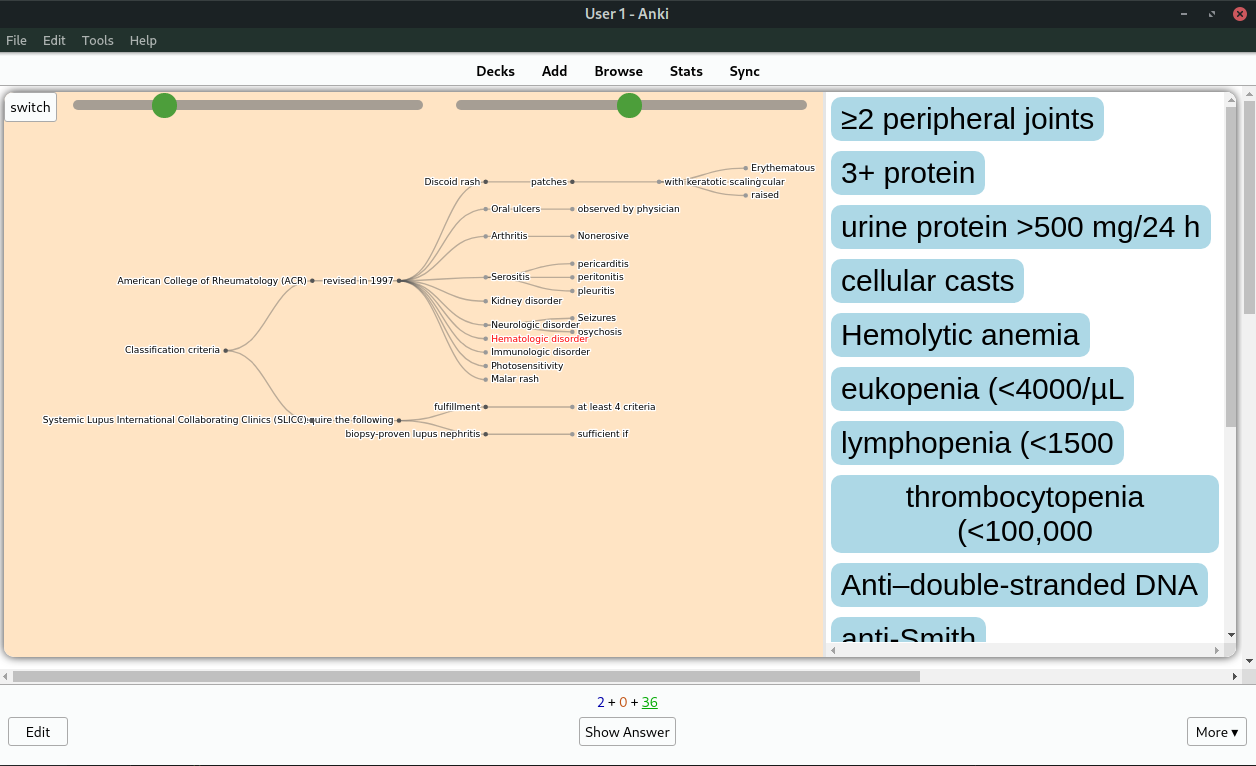 User 1 - Anki
File Edit Tools Help
Decks Add Browse Stats Sync
switch
Erythematous
Discoid rash patches with keratotic scaling
raised
Oral ulcers observed by physician
Arthritis Nonerosive
pericarditis
Serositis peritonitis
pleuritis
American College of Rheumatology (ACR) revised in 1997
Kidney disorder
Seizures
Neurologic disorder
psychosis
Hematologic disorder
Immunologic disorder
Photosensitivity
Malar rash
Classification criteria
fulfillment at least 4 criteria
Systemic Lupus International Collaborating Clinics (SLICC) quire the following
biopsy-proven lupus nephritis sufficient if
≥2 peripheral joints
3+ protein
urine protein >500 mg/24 h
cellular casts
Hemolytic anemia
eukopenia (<4000/µL
lymphopenia (<1500
thrombocytopenia
(<100,000
Anti–double-stranded DNA
anti-Smith
2 + 0 + 36
Edit Show Answer More ▾